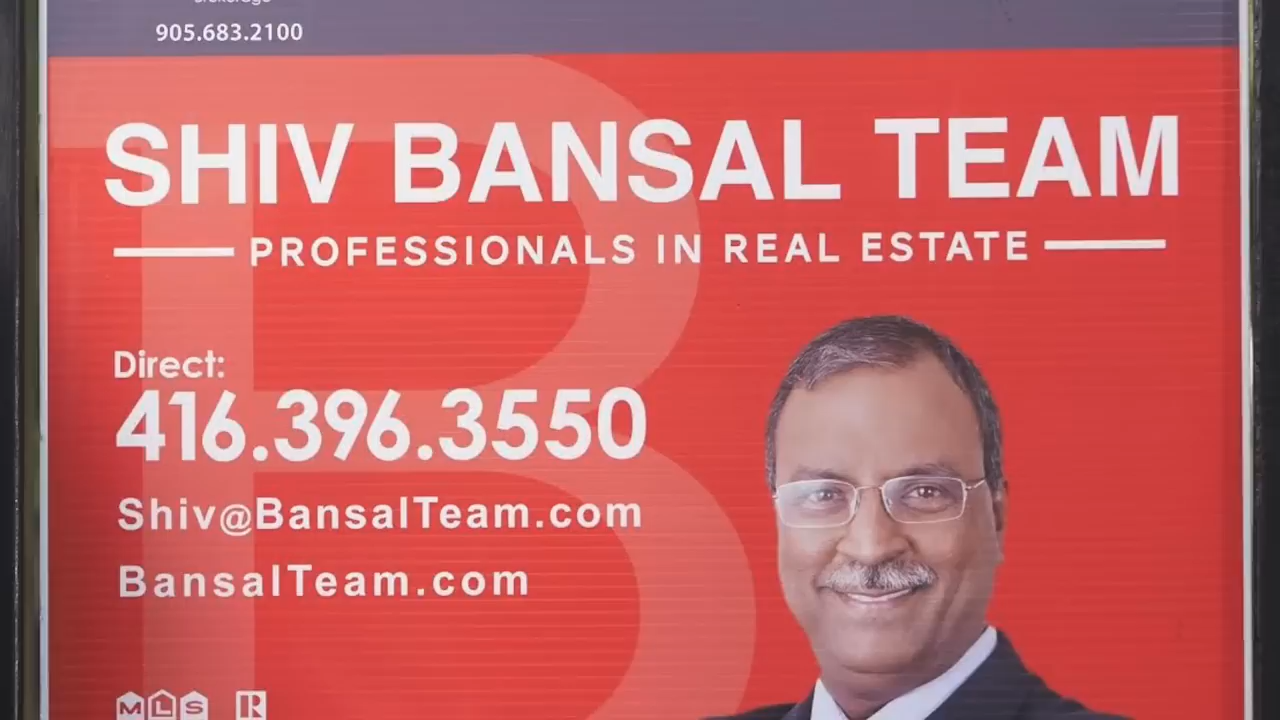 905.683.2100
SHIV BANSAL TEAM
PROFESSIONALS IN REAL ESTATE
Direct:
416.396.3550
Shiv@BansalTeam.com
BansalTeam.com
MLS R